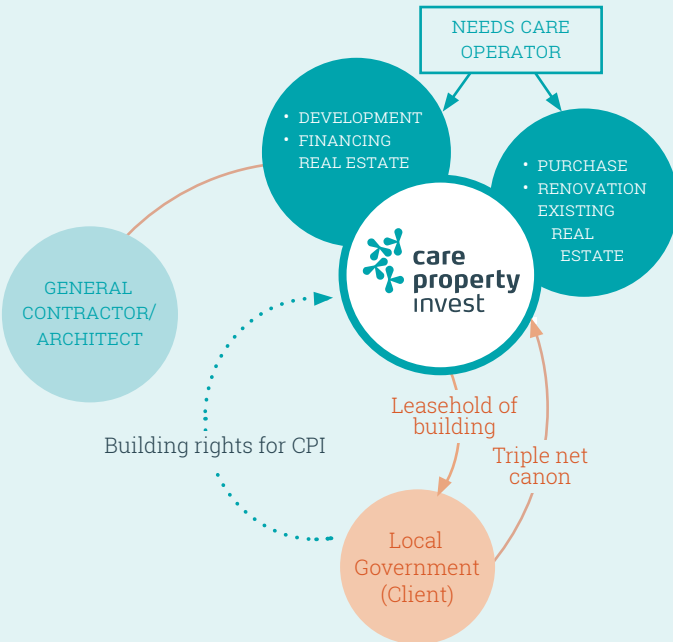 NEEDS CARE
OPERATOR
• DEVELOPMENT
• FINANCING
REAL ESTATE
• PURCHASE
• RENOVATION
EXISTING
REAL
ESTATE
care
property
invest
GENERAL
CONTRACTOR/
ARCHITECT
Leasehold of
building
Building rights for CPI
Triple net
canon
Local
Government
(Client)